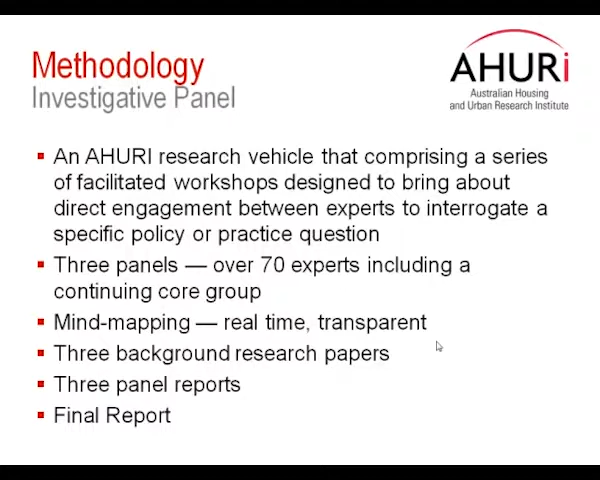 Methodology
Investigative Panel
AHURi
Australian Housing
and Urban Research Institute
▪ An AHURI research vehicle that comprising a series
of facilitated workshops designed to bring about
direct engagement between experts to interrogate a
specific policy or practice question
▪ Three panels — over 70 experts including a
continuing core group
▪ Mind-mapping — real time, transparent
▪ Three background research papers
▪ Three panel reports
▪ Final Report